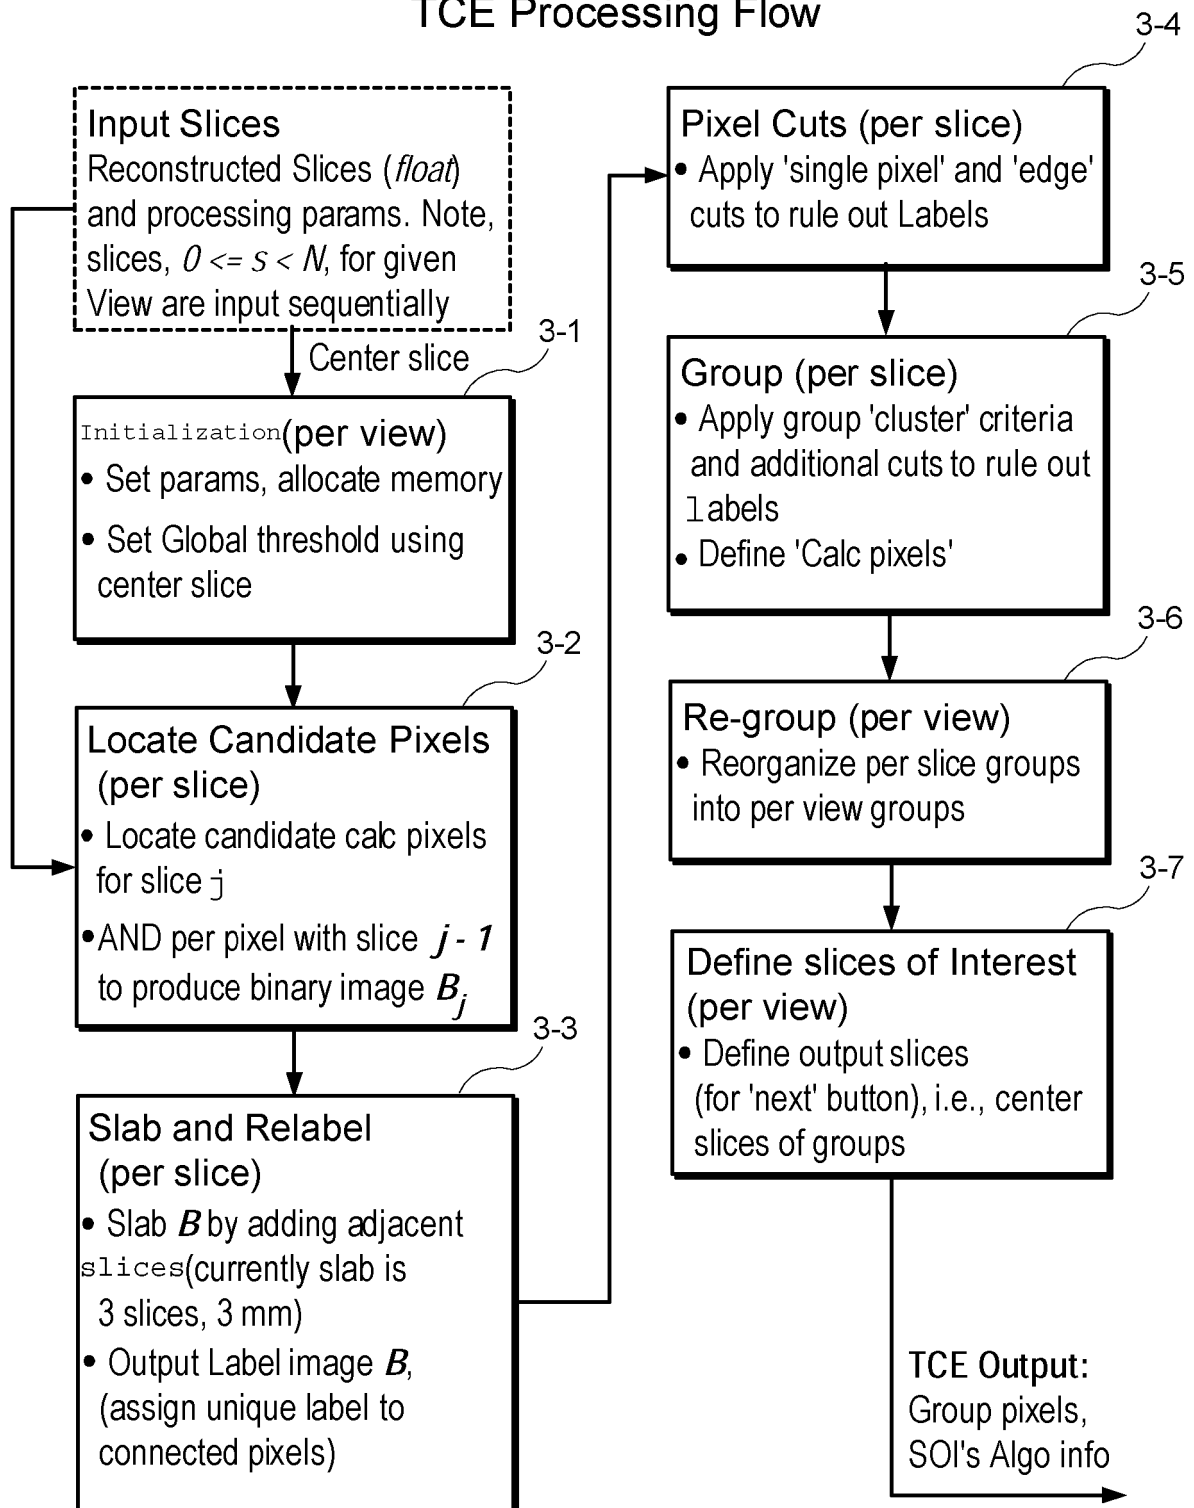 TCE Processing Flow
Input Slices
Reconstructed Slices (float)
and processing params. Note,
slices, 0 <= s < N, for given
View are input sequentially
Center slice
3-1
Initialization(per view)
• Set params, allocate memory
• Set Global threshold using
center slice
3-2
Locate Candidate Pixels
(per slice)
• Locate candidate calc pixels
for slice j
•AND per pixel with slice j - 1
to produce binary image Bj
3-3
Slab and Relabel
(per slice)
• Slab B by adding adjacent
slices(currently slab is
3 slices, 3 mm)
• Output Label image B,
(assign unique label to
connected pixels)
3-4
Pixel Cuts (per slice)
• Apply 'single pixel' and 'edge'
cuts to rule out Labels
3-5
Group (per slice)
• Apply group 'cluster' criteria
and additional cuts to rule out
labels
• Define 'Calc pixels'
3-6
Re-group (per view)
• Reorganize per slice groups
into per view groups
3-7
Define slices of Interest
(per view)
• Define output slices
(for 'next' button), i.e., center
slices of groups
TCE Output:
Group pixels,
SOI's Algo info